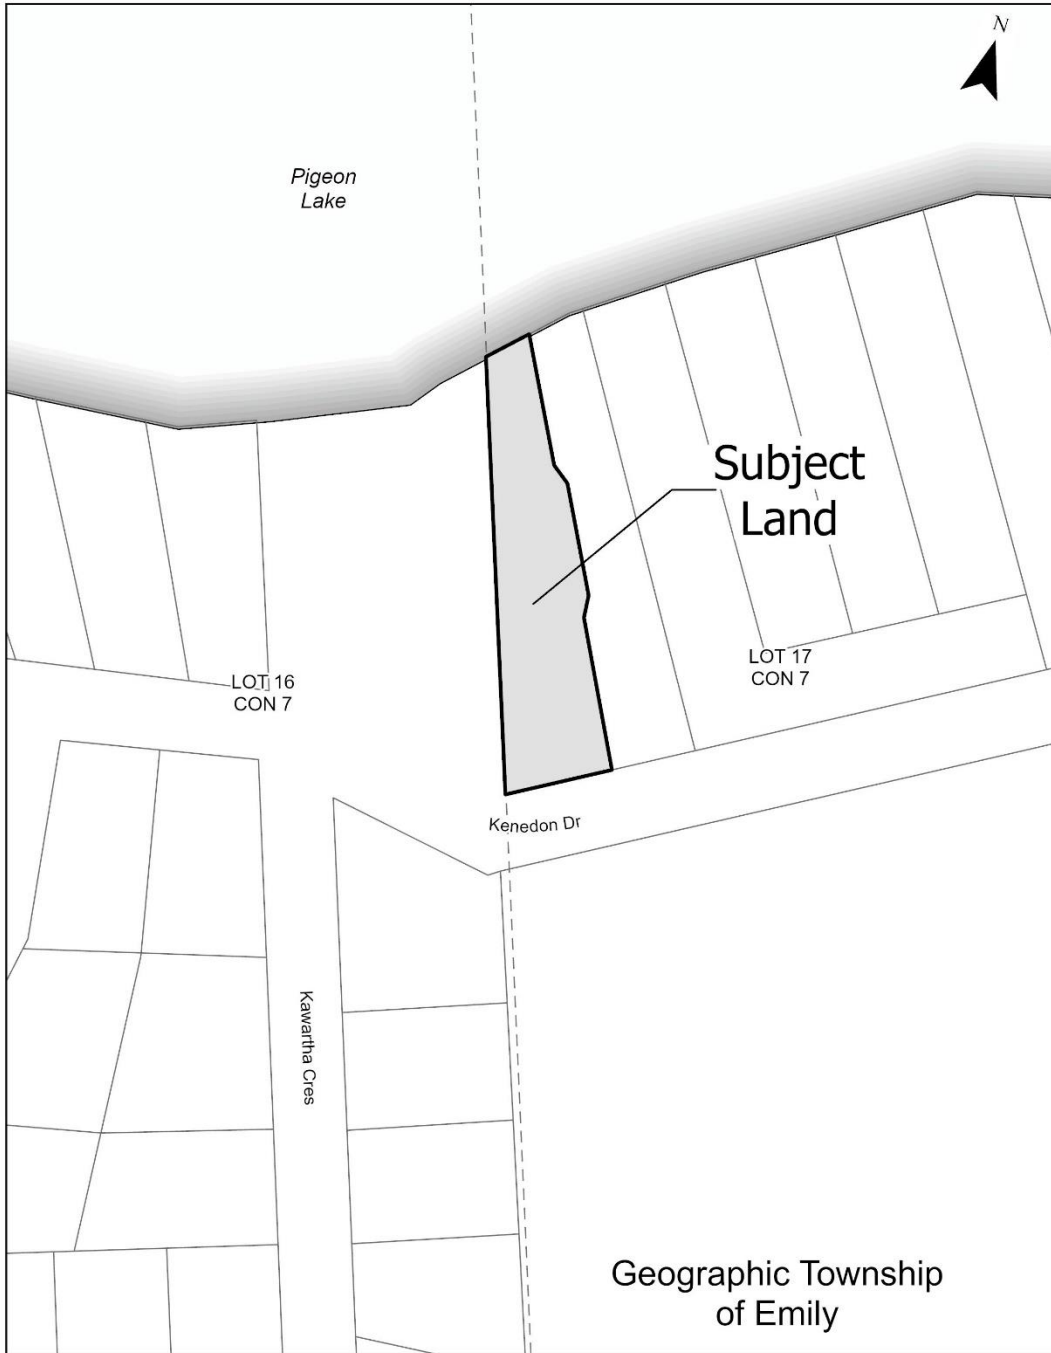 N
Pigeon
Lake
Subject
Land
LOT 17
CON 7
LOT 16
CON 7
Kenedon Dr
Kawartha Cres
Geographic Township
of Emily